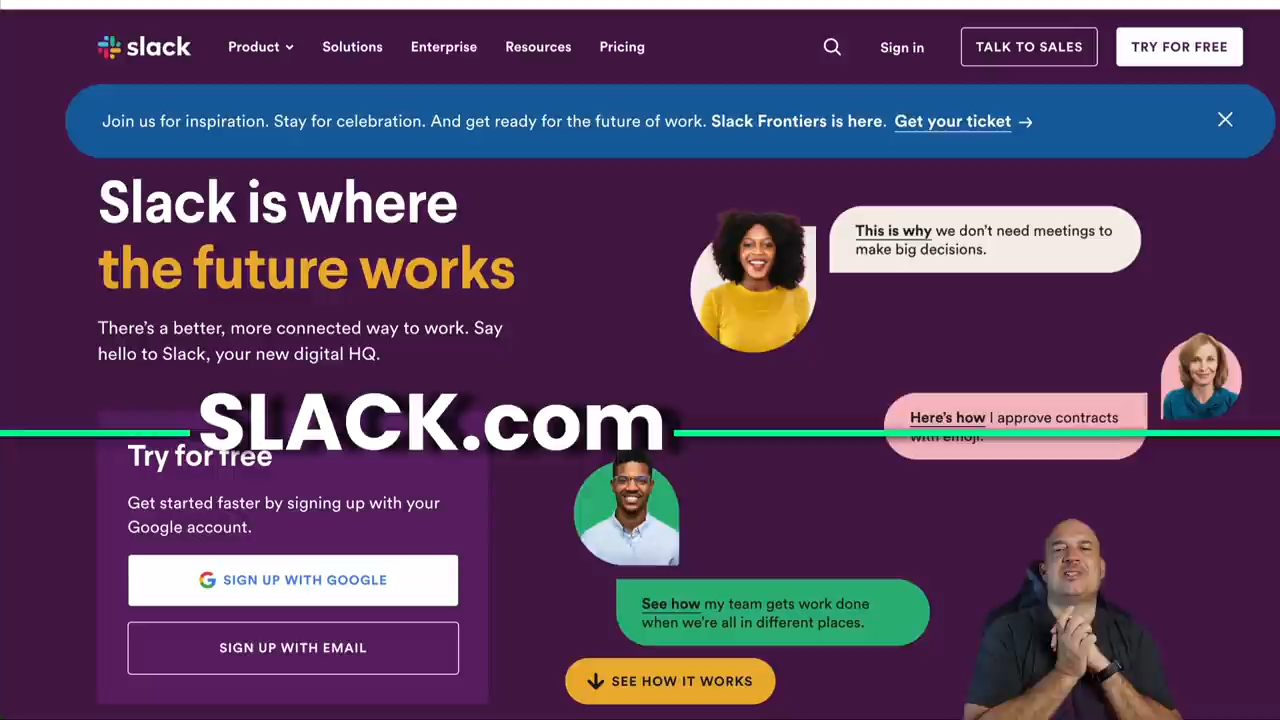 slack
Product
Solutions
Enterprise
Resources
Pricing
Sign in
TALK TO SALES
TRY FOR FREE
Join us for inspiration. Stay for celebration. And get ready for the future of work. Slack Frontiers is here. Get your ticket →
Slack is where
the future works
There's a better, more connected way to work. Say
hello to Slack, your new digital HQ.
This is why we don't need meetings to
make big decisions.
Here's how I approve contracts
with emoji.
SLACK.com
Try for free
Get started faster by signing up with your
Google account.
SIGN UP WITH GOOGLE
SIGN UP WITH EMAIL
See how my team gets work done
when we're all in different places.
SEE HOW IT WORKS